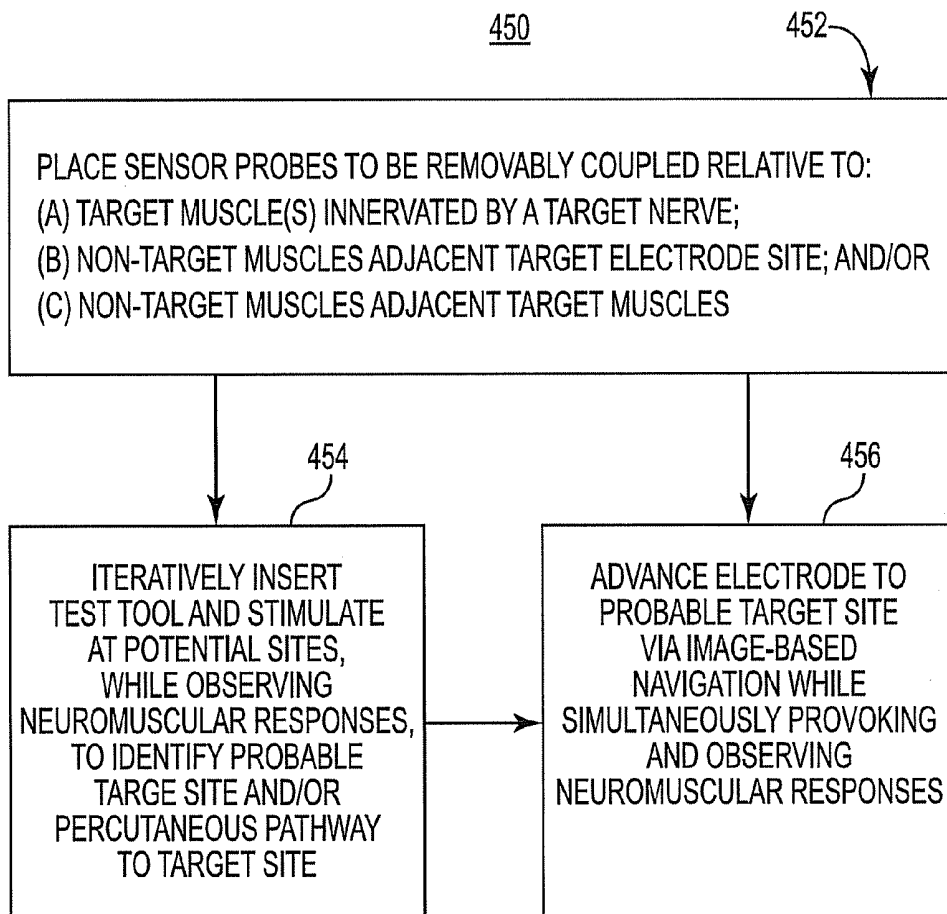 450
452
PLACE SENSOR PROBES TO BE REMOVABLY COUPLED RELATIVE TO:
(A) TARGET MUSCLE(S) INNERVATED BY A TARGET NERVE;
(B) NON-TARGET MUSCLES ADJACENT TARGET ELECTRODE SITE; AND/OR
(C) NON-TARGET MUSCLES ADJACENT TARGET MUSCLES
454
ITERATIVELY INSERT
TEST TOOL AND STIMULATE
AT POTENTIAL SITES,
WHILE OBSERVING
NEUROMUSCULAR RESPONSES,
TO IDENTIFY PROBABLE
TARGE SITE AND/OR
PERCUTANEOUS PATHWAY
TO TARGET SITE
456
ADVANCE ELECTRODE TO
PROBABLE TARGET SITE
VIA IMAGE-BASED
NAVIGATION WHILE
SIMULTANEOUSLY PROVOKING
AND OBSERVING
NEUROMUSCULAR RESPONSES